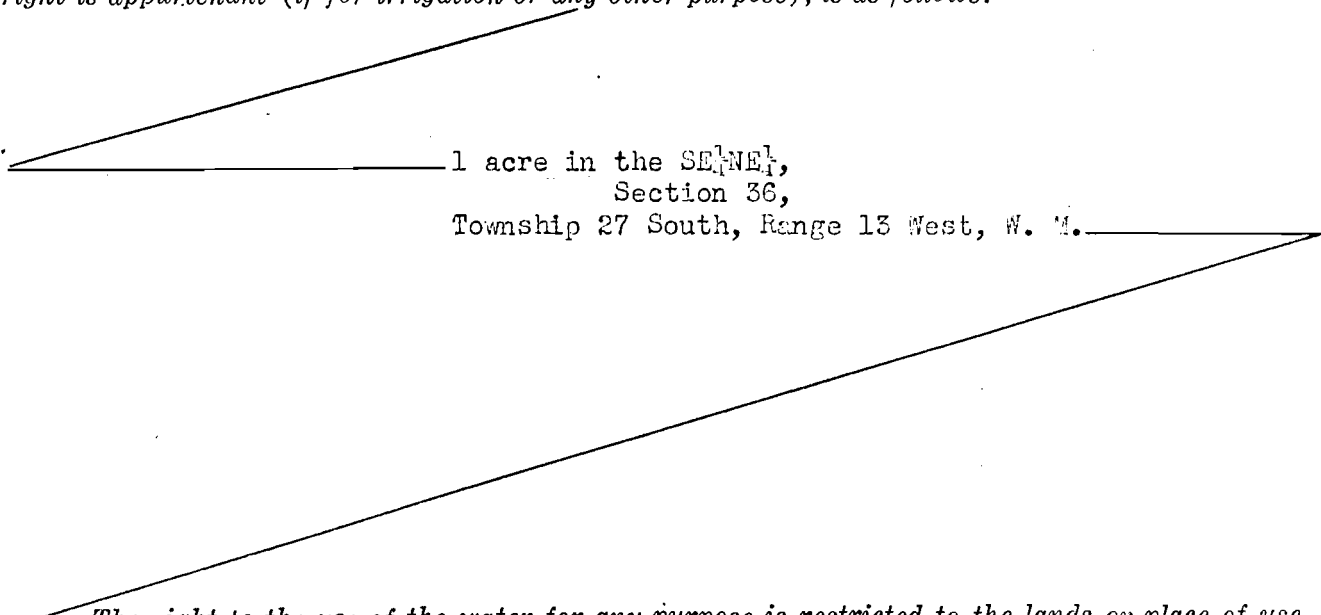 right is appurtenant (if for irrigation or any other purpose), is as follows:
1 acre in the SE¼NE¼,
Section 36,
Township 27 South, Range 13 West, W. M.
The right to the use of the water for any purpose is restricted to the lands or place of use